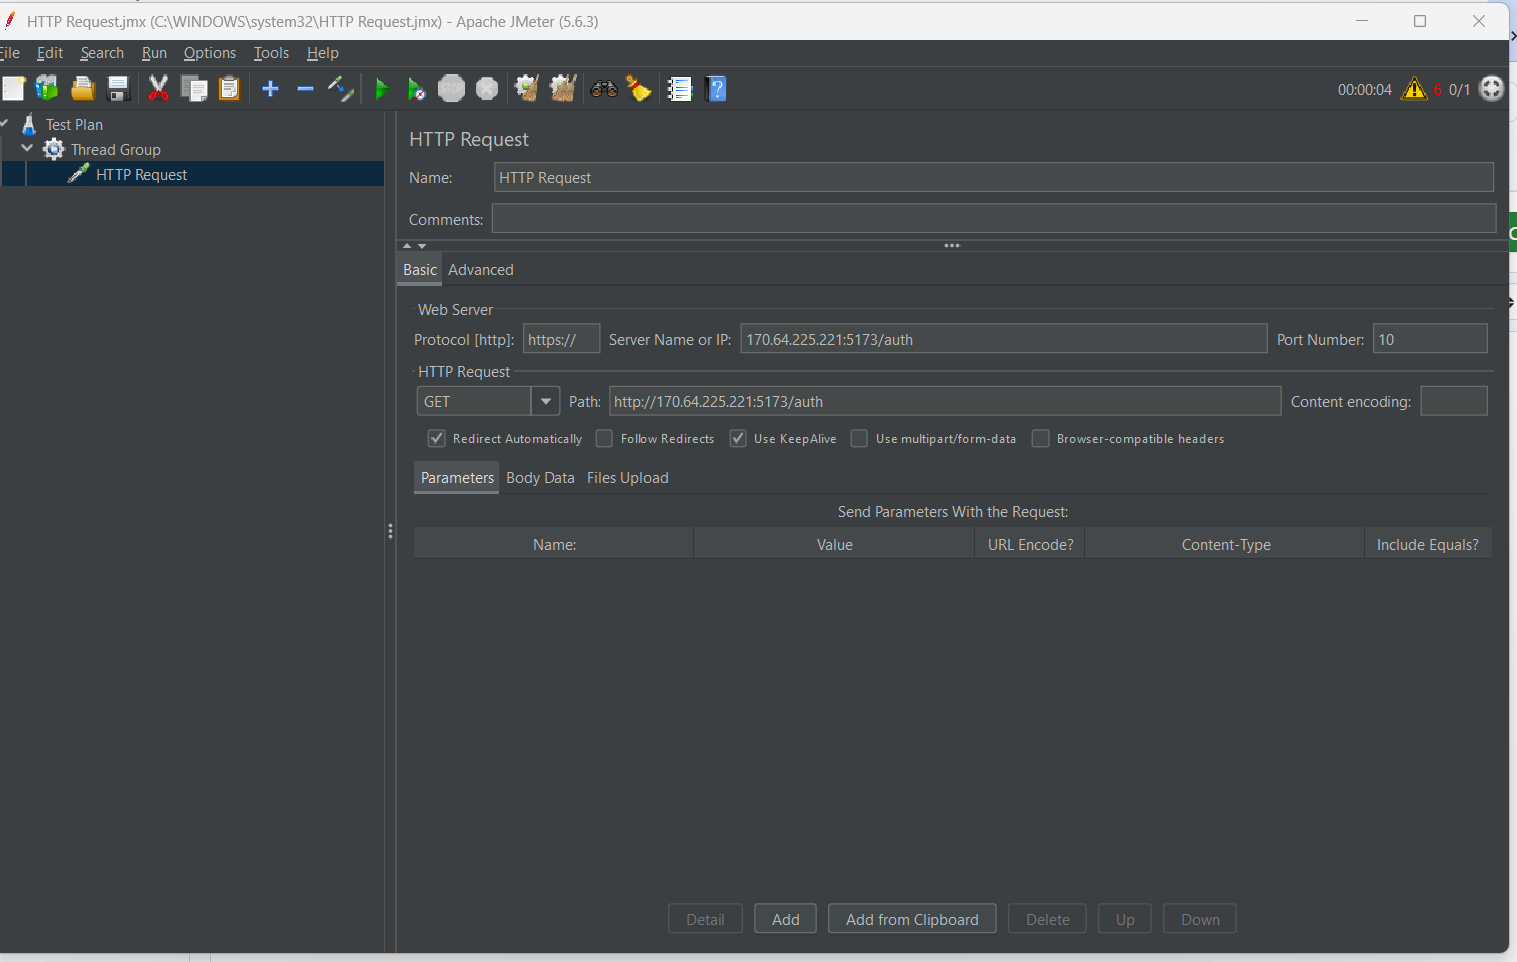 HTTP Request.jmx (C:\WINDOWS\system32\HTTP Request.jmx) - Apache JMeter (5.6.3)
File Edit Search Run Options Tools Help
STOP
00:00:04 6 0/1
Test Plan
Thread Group
HTTP Request
HTTP Request
Name: HTTP Request
Comments:
Basic Advanced
Web Server
Protocol [http]: https:// Server Name or IP: 170.64.225.221:5173/auth Port Number: 10
HTTP Request
GET Path: http://170.64.225.221:5173/auth Content encoding:
Redirect Automatically Follow Redirects Use KeepAlive Use multipart/form-data Browser-compatible headers
Parameters Body Data Files Upload
Send Parameters With the Request:
Name: Value URL Encode? Content-Type Include Equals?
Detail Add Add from Clipboard Delete Up Down